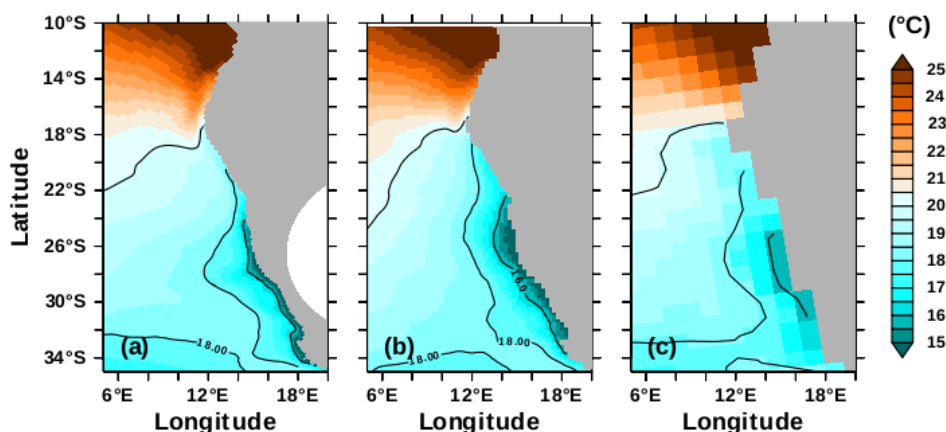 (°C)
10°S
14°S
18°S
22°S
26°S
30°S
34°S
Latitude
18.00
(a)
6°E 12°E 18°E
Longitude
16.0
18.00
18.00
(b)
6°E 12°E 18°E
Longitude
(c)
6°E 12°E 18°E
Longitude
25
24
23
22
21
20
19
18
17
16
15